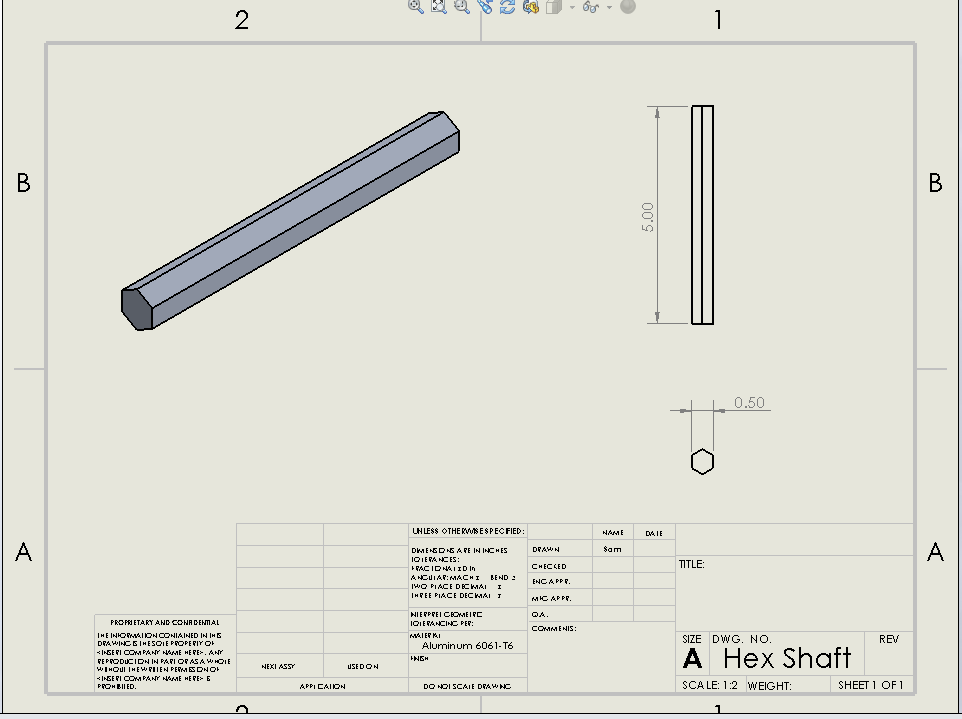 2
1
B
B
5.00
0.50
A
A
UNLESS OTHERWISE SPECIFIED:
NAME
DATE
DIMENSIONS ARE IN INCHES
TOLERANCES:
FRACTIONAL ±
ANGULAR: MACH ± BEND ±
TWO PLACE DECIMAL ±
THREE PLACE DECIMAL ±
DRAWN
Sam
CHECKED
ENG APPR.
MFG APPR.
Q.A.
COMMENTS:
TITLE:
INTERPRET GEOMETRIC
TOLERANCING PER:
MATERIAL
Aluminum 6061-T6
FINISH
PROPRIETARY AND CONFIDENTIAL
THE INFORMATION CONTAINED IN THIS
DRAWING IS THE SOLE PROPERTY OF
<INSERT COMPANY NAME HERE>. ANY
REPRODUCTION IN PART OR AS A WHOLE
WITHOUT THE WRITTEN PERMISSION OF
<INSERT COMPANY NAME HERE> IS
PROHIBITED.
NEXT ASSY
USED ON
APPLICATION
DO NOT SCALE DRAWING
SIZE
DWG. NO.
REV
A
Hex Shaft
SCALE: 1:2
WEIGHT:
SHEET 1 OF 1
2
1